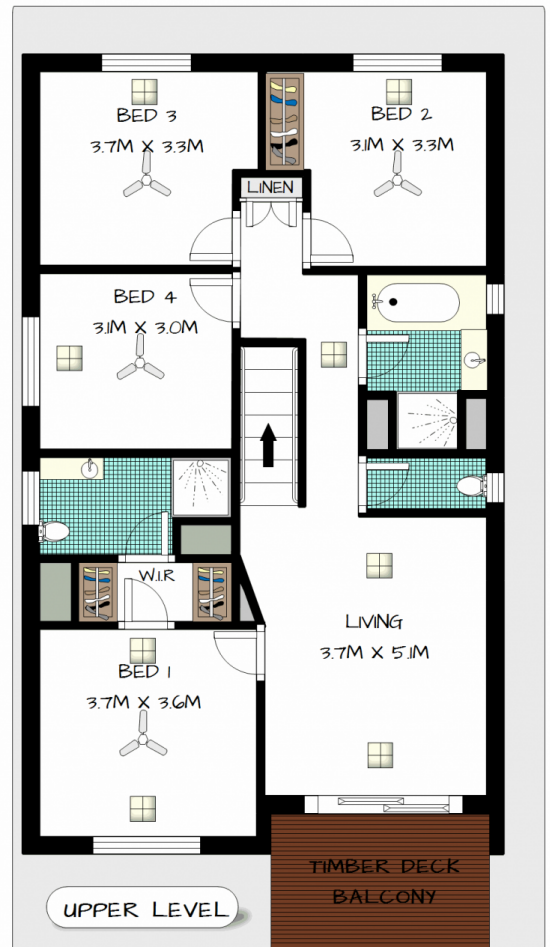 BED 3
3.7M X 3.3M
BED 2
3.1M X 3.3M
LINEN
BED 4
3.1M X 3.0M
W.I.R
LIVING
3.7M X 5.1M
BED 1
3.7M X 3.6M
TIMBER DECK
BALCONY
UPPER LEVEL